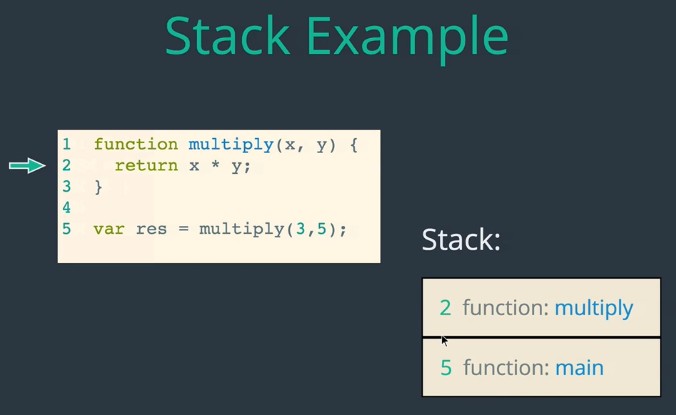 Stack Example
1 function multiply(x, y) {
2 return x * y;
3 }
4
5 var res = multiply(3,5);
Stack:
2 function: multiply
5 function: main